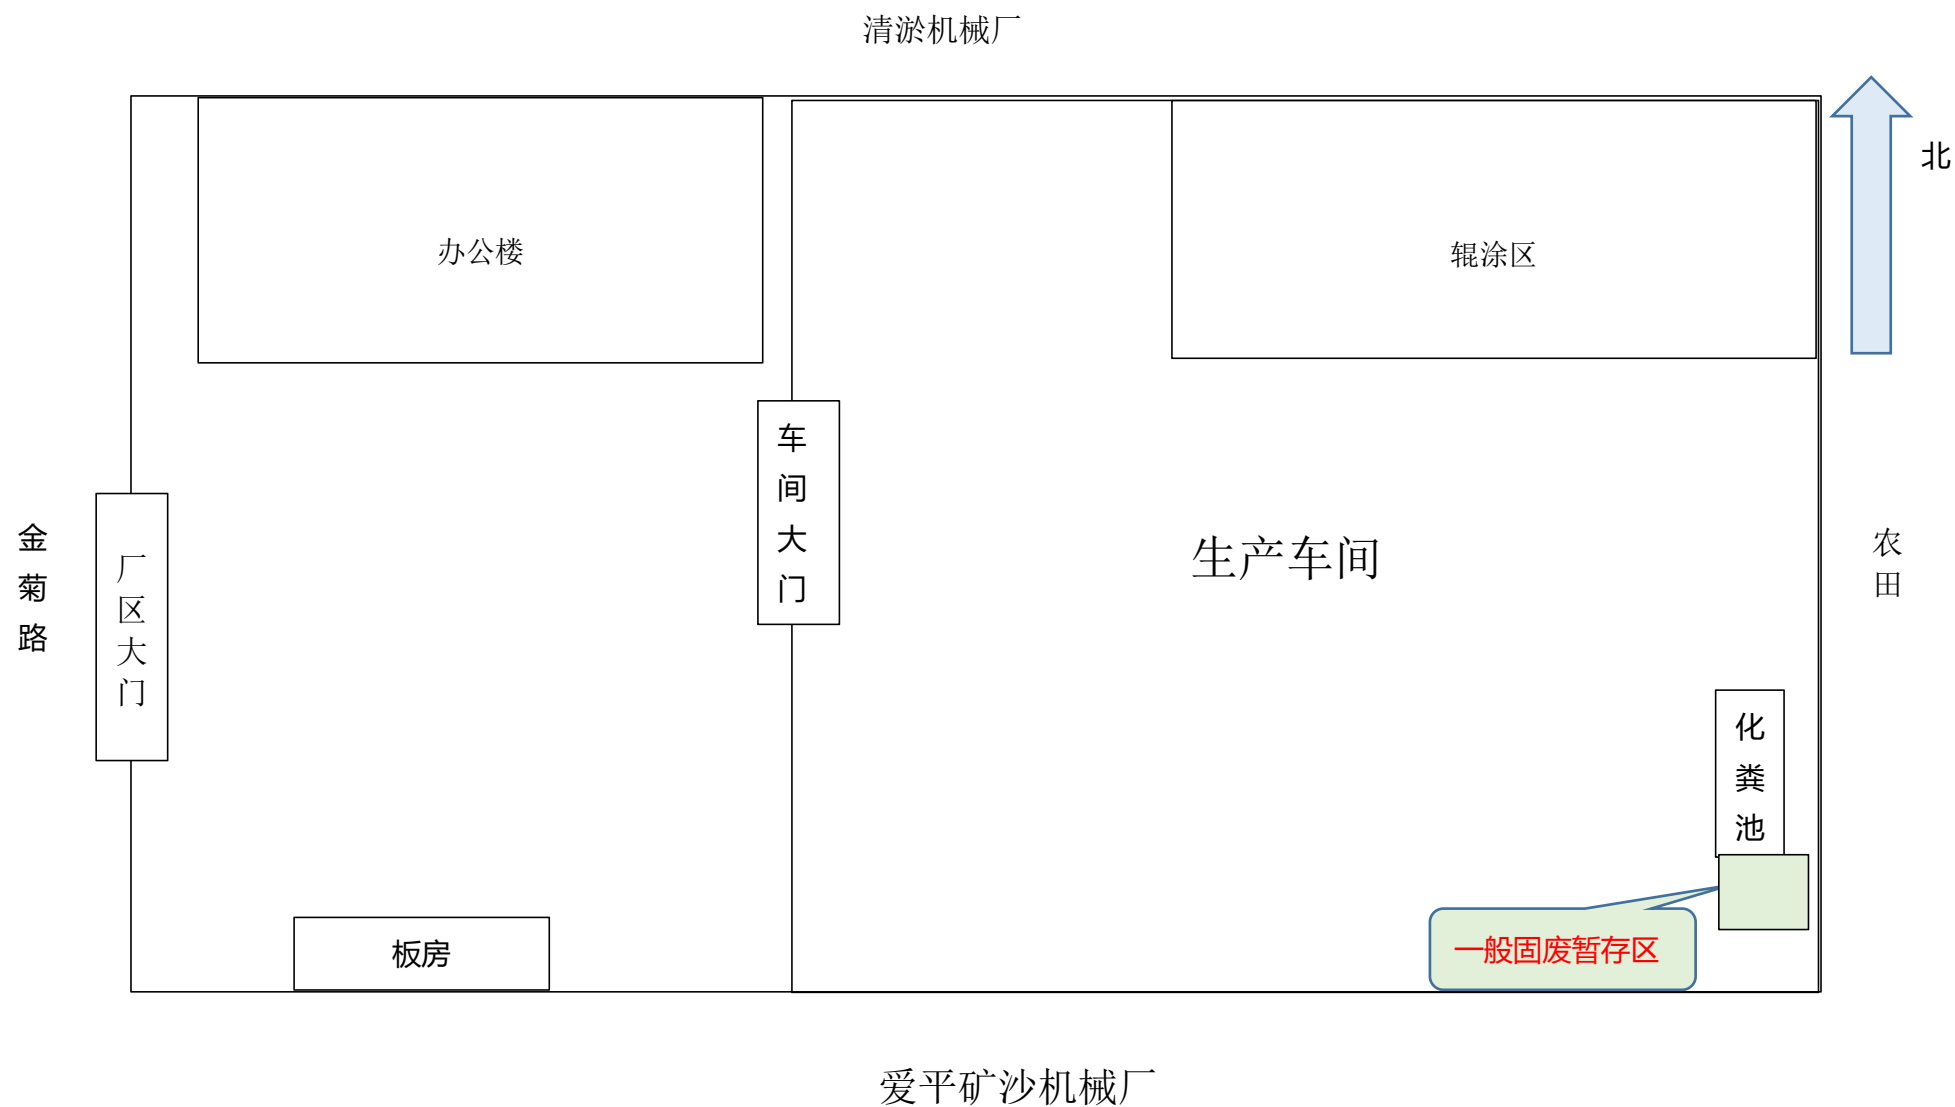 清淤机械厂
北
办公楼
辊涂区
车间大门
金菊路
厂区大门
生产车间
农田
化粪池
一般固废暂存区
板房
爱平矿沙机械厂